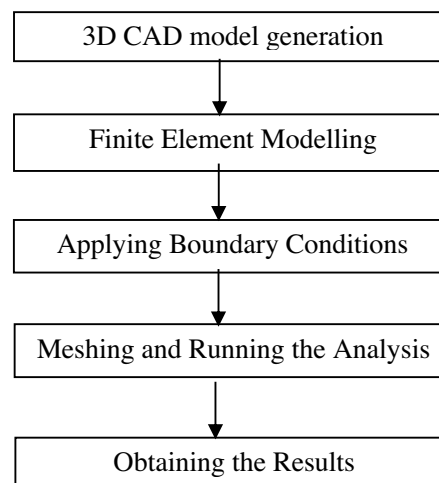 3D CAD model generation
Finite Element Modelling
Applying Boundary Conditions
Meshing and Running the Analysis
Obtaining the Results